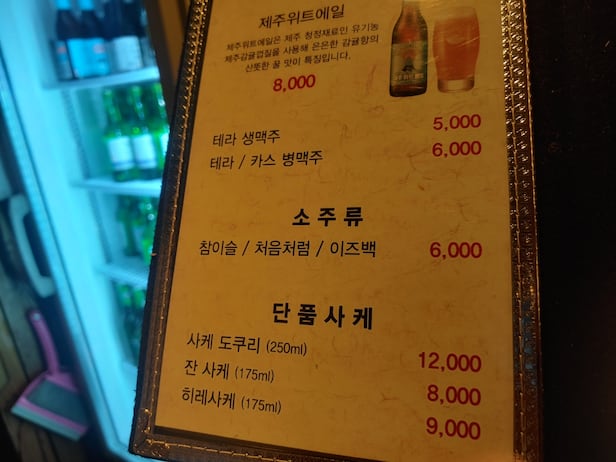 제주위트에일
제주위트에일은 제주 청정재료인 유기농
제주감귤껍질을 사용해 은은한 감귤향의
산뜻한 끝 맛이 특징입니다.
8,000
테라 생맥주 5,000
테라 / 카스 병맥주 6,000
소주류
참이슬 / 처음처럼 / 이즈백 6,000
단품사케
사케 도쿠리 (250ml) 12,000
잔 사케 (175ml) 8,000
히레사케 (175ml) 9,000